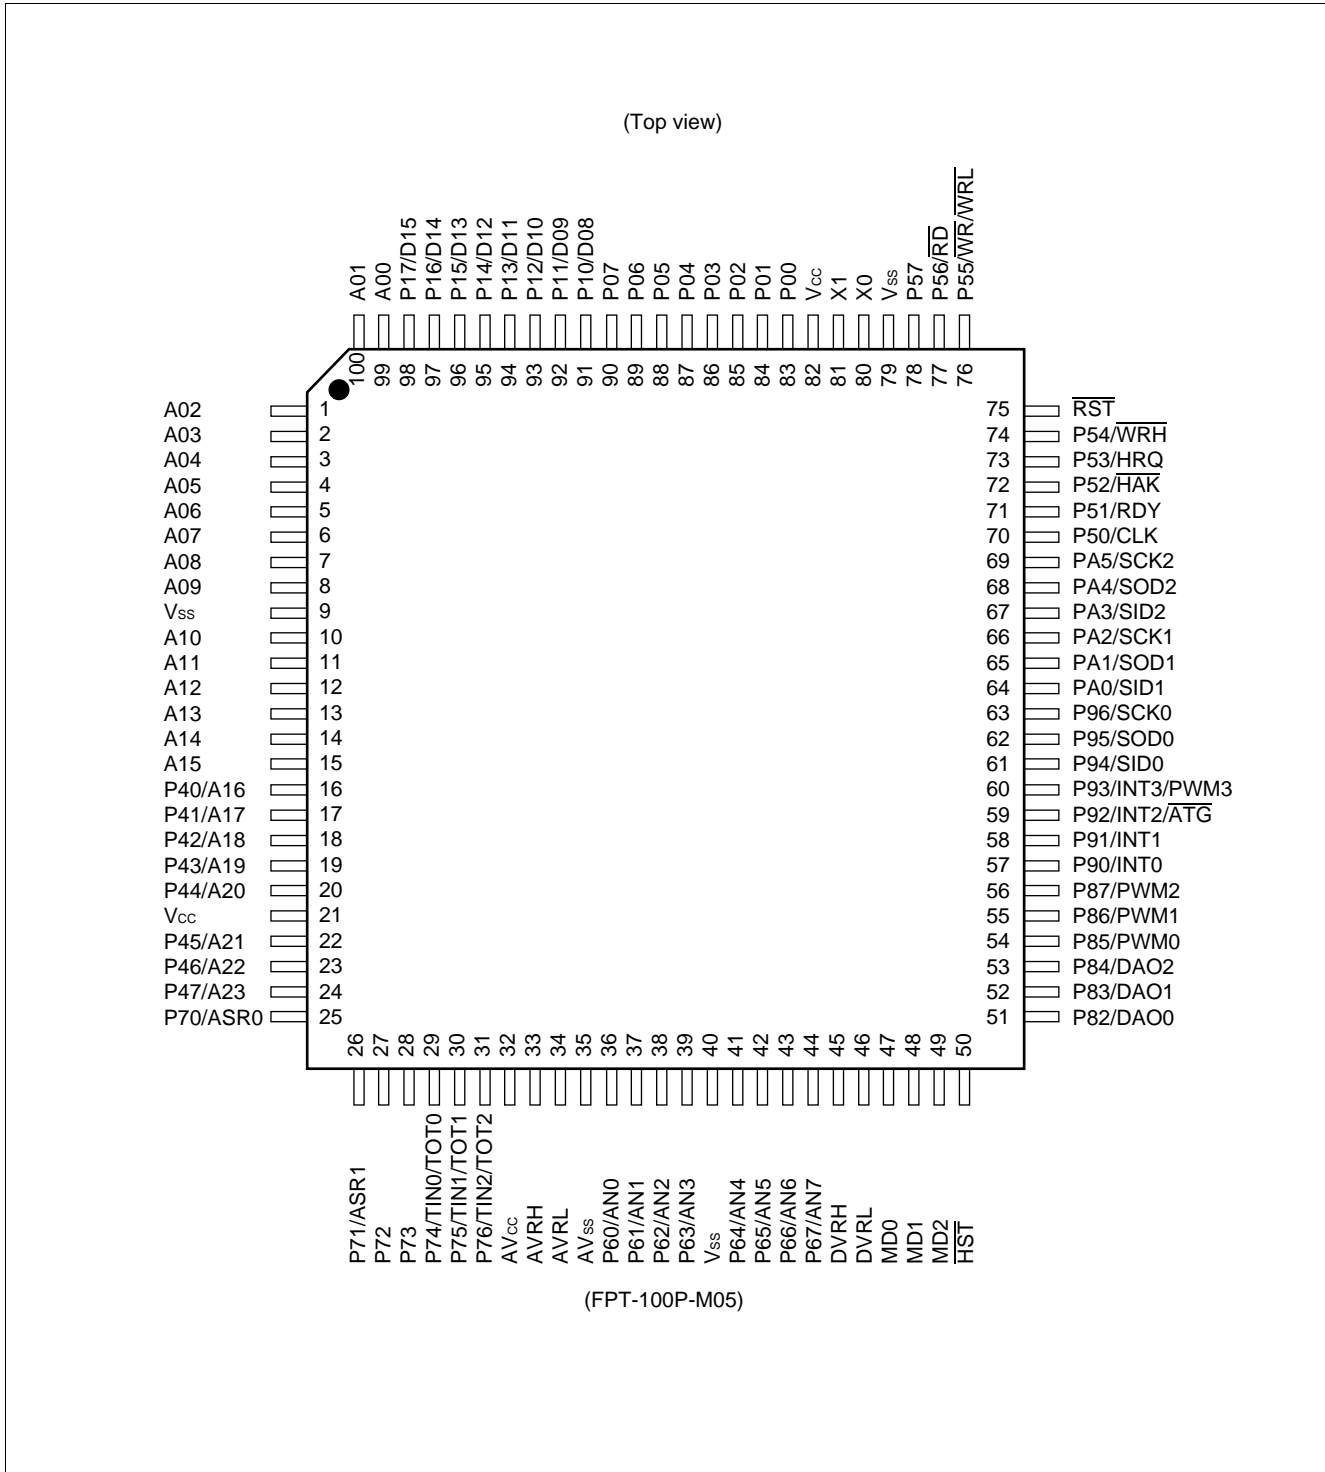 (Top view)
A01
A00
P17/D15
P16/D14
P15/D13
P14/D12
P13/D11
P12/D10
P11/D09
P10/D08
P07
P06
P05
P04
P03
P02
P01
P00
Vcc
X1
X0
Vss
P57
P56/R̅D̅
P55/W̅R̅/W̅R̅L̅
100
99
98
97
96
95
94
93
92
91
90
89
88
87
86
85
84
83
82
81
80
79
78
77
76
A02 1
A03 2
A04 3
A05 4
A06 5
A07 6
A08 7
A09 8
Vss 9
A10 10
A11 11
A12 12
A13 13
A14 14
A15 15
P40/A16 16
P41/A17 17
P42/A18 18
P43/A19 19
P44/A20 20
Vcc 21
P45/A21 22
P46/A22 23
P47/A23 24
P70/ASR0 25
75 R̅S̅T̅
74 P54/W̅R̅H̅
73 P53/HRQ
72 P52/H̅A̅K̅
71 P51/RDY
70 P50/CLK
69 PA5/SCK2
68 PA4/SOD2
67 PA3/SID2
66 PA2/SCK1
65 PA1/SOD1
64 PA0/SID1
63 P96/SCK0
62 P95/SOD0
61 P94/SID0
60 P93/INT3/PWM3
59 P92/INT2/A̅T̅G̅
58 P91/INT1
57 P90/INT0
56 P87/PWM2
55 P86/PWM1
54 P85/PWM0
53 P84/DAO2
52 P83/DAO1
51 P82/DAO0
26
27
28
29
30
31
32
33
34
35
36
37
38
39
40
41
42
43
44
45
46
47
48
49
50
P71/ASR1
P72
P73
P74/TIN0/TOT0
P75/TIN1/TOT1
P76/TIN2/TOT2
AVcc
AVRH
AVRL
AVss
P60/AN0
P61/AN1
P62/AN2
P63/AN3
Vss
P64/AN4
P65/AN5
P66/AN6
P67/AN7
DVRH
DVRL
MD0
MD1
MD2
H̅S̅T̅
(FPT-100P-M05)